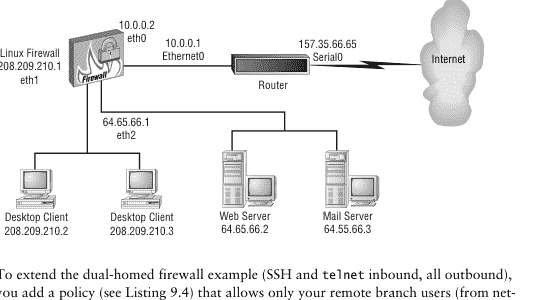 10.0.0.2
eth0
Linux Firewall
208.209.210.1
eth1
Firewall
10.0.0.1
Ethernet0
157.35.66.65
Serial0
Internet
Router
64.65.66.1
eth2
Desktop Client
208.209.210.2
Desktop Client
208.209.210.3
Web Server
64.65.66.2
Mail Server
64.55.66.3
To extend the dual-homed firewall example (SSH and telnet inbound, all outbound),
you add a policy (see Listing 9.4) that allows only your remote branch users (from net-